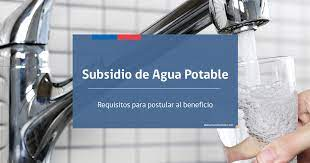 Subsidio de Agua Potable
Requisitos para postular al beneficio